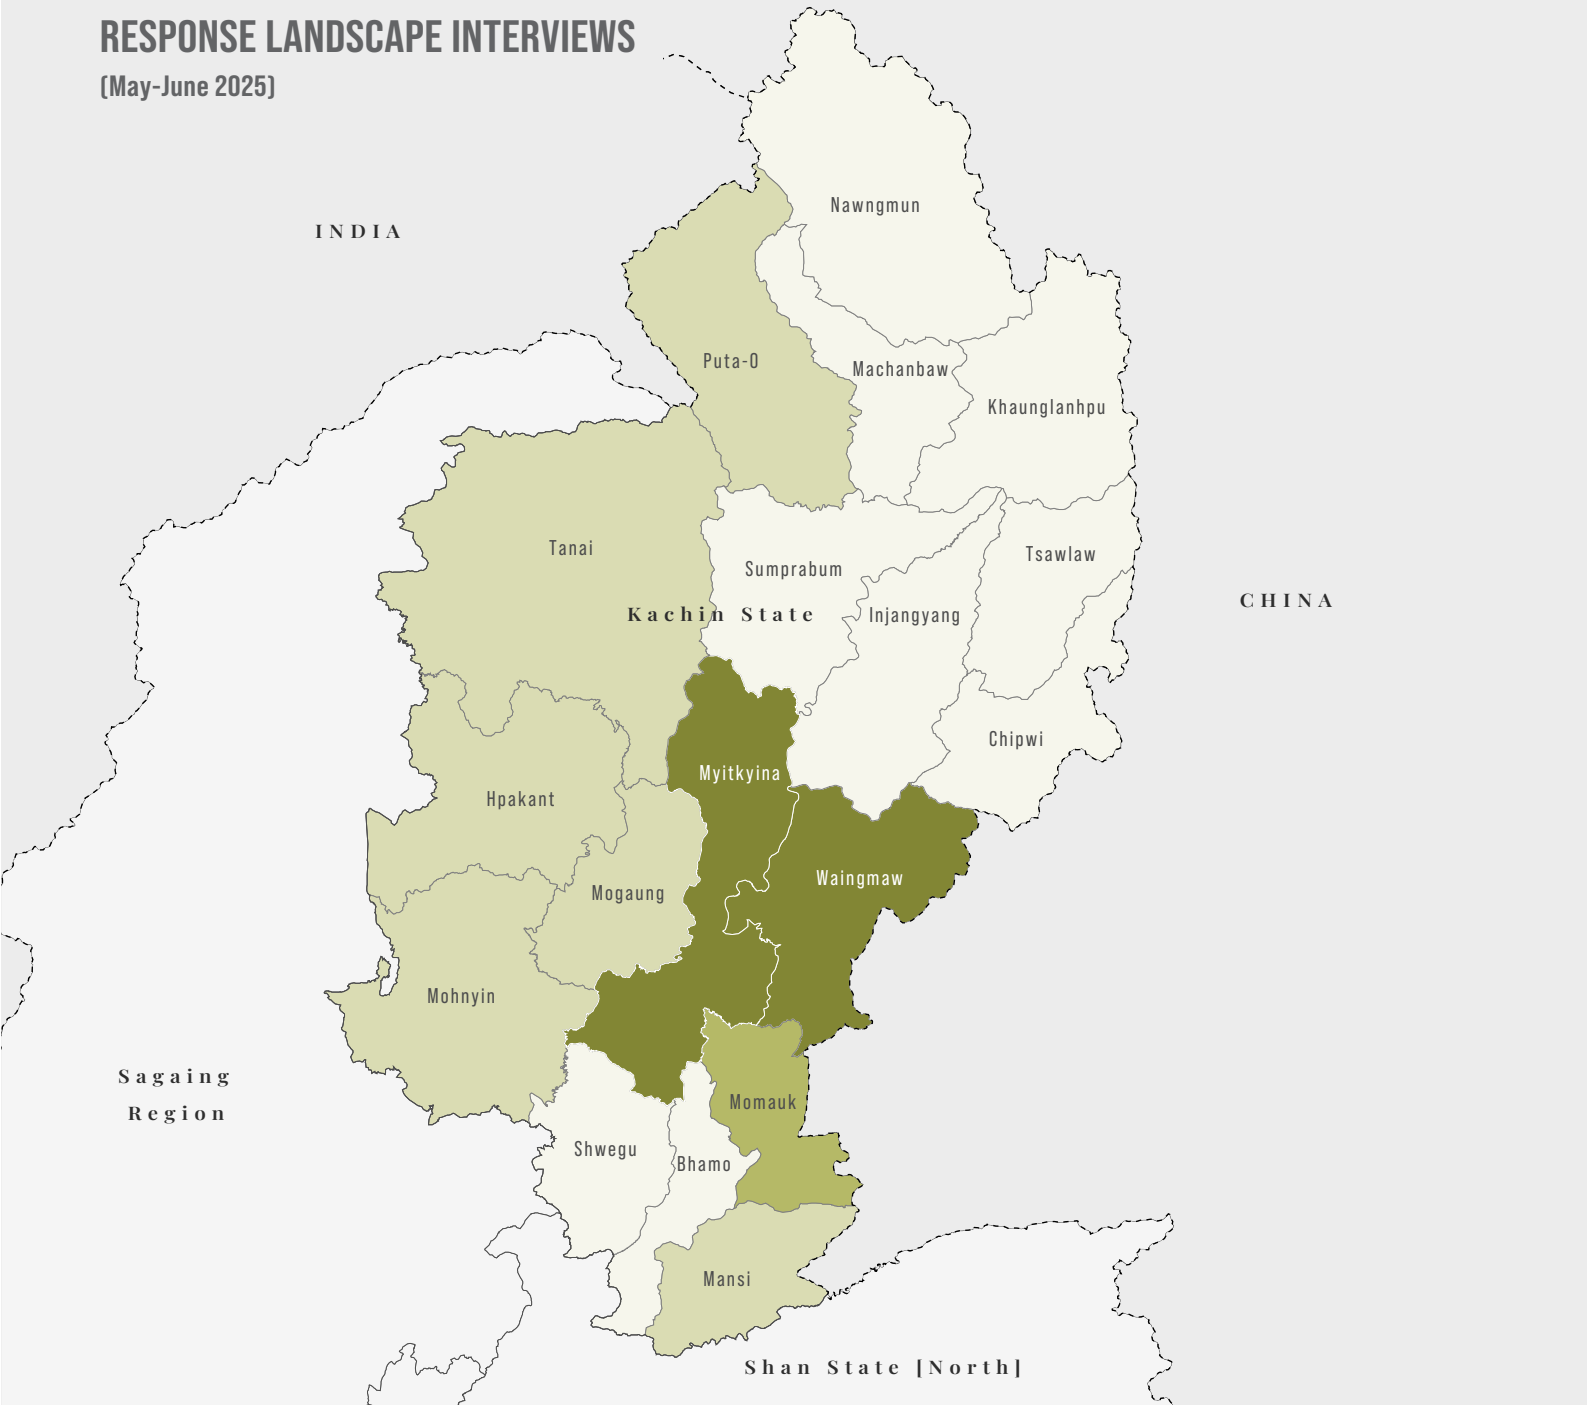 RESPONSE LANDSCAPE INTERVIEWS
(May-June 2025)
Nawngmun
INDIA
Puta-O
Machanbaw
Khaunglanhpu
Tanai
Tsawlaw
Sumprabum
CHINA
Kachin State
Injangyang
Chipwi
Myitkyina
Hpakant
Waingmaw
Mogaung
Mohnyin
Sagaing
Region
Momauk
Shwegu
Bhamo
Mansi
Shan State [North]